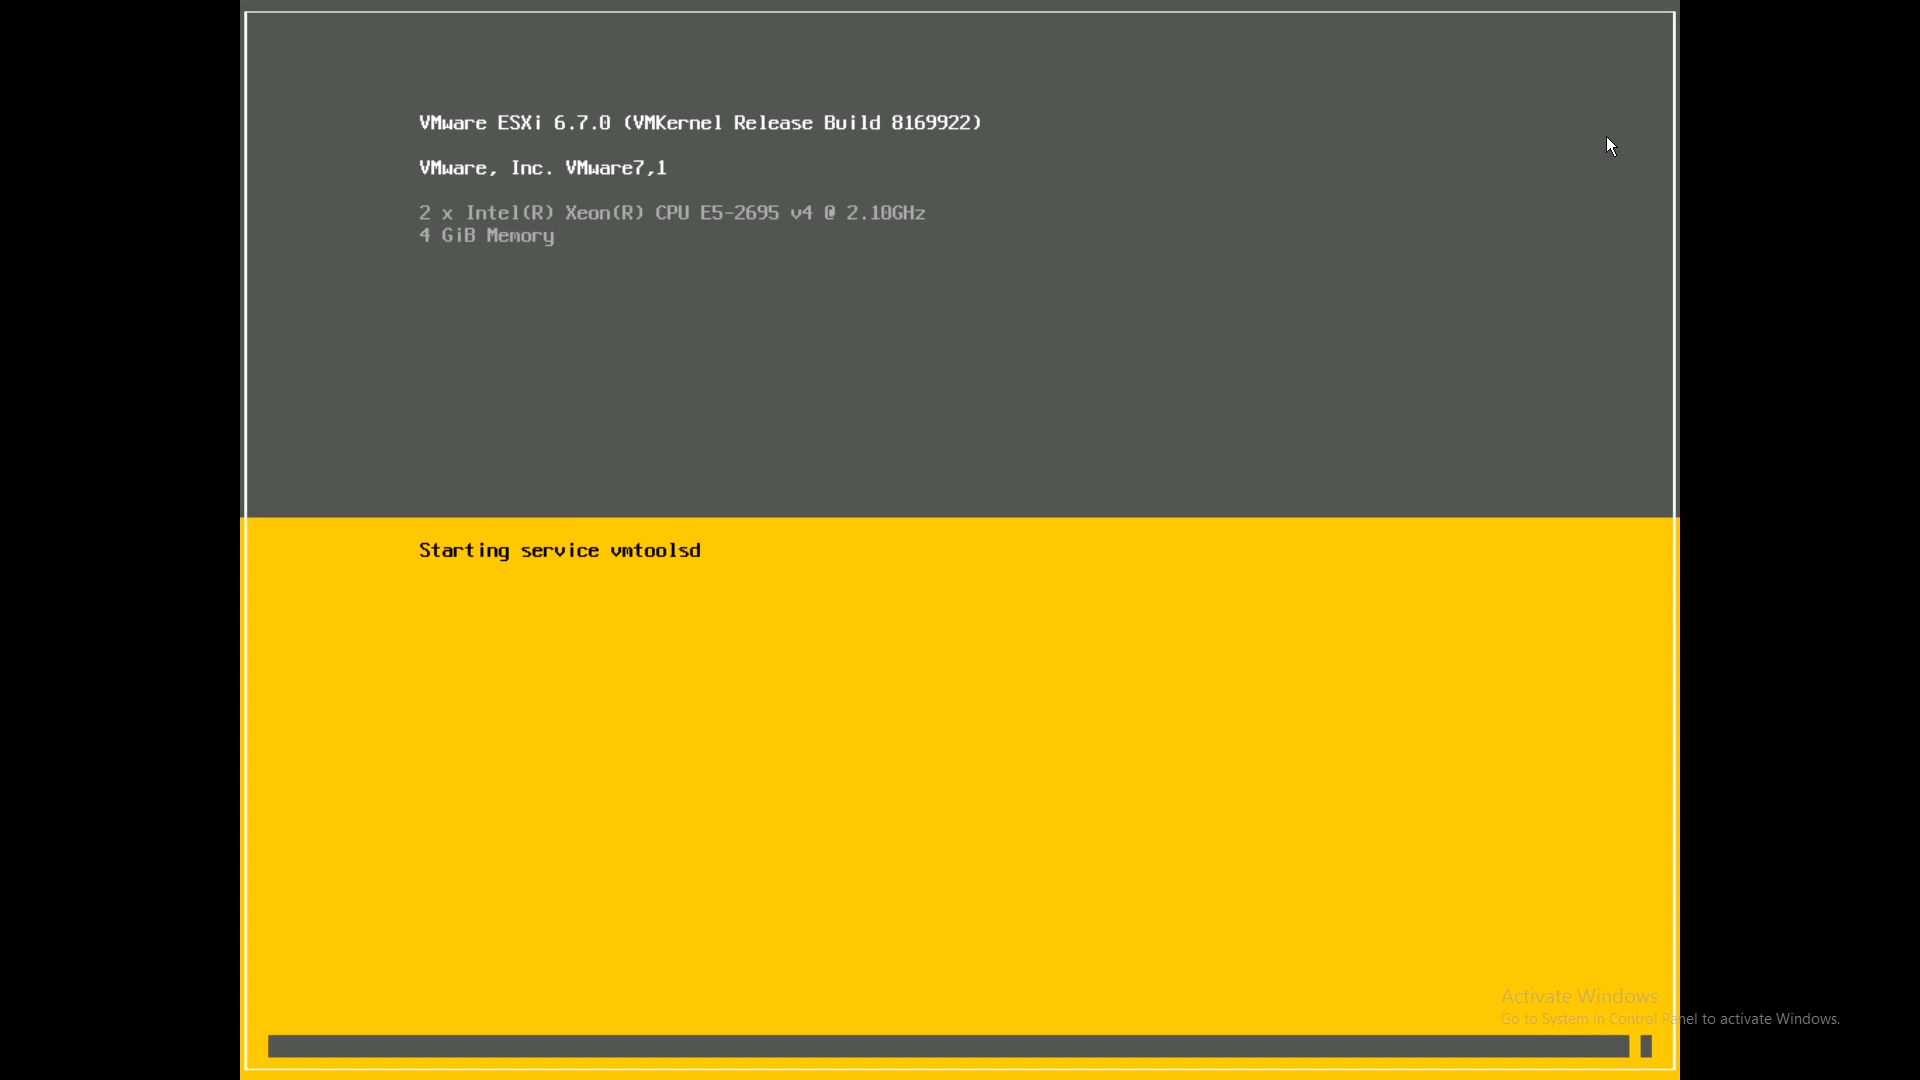 VMware ESXi 6.7.0 (VMKernel Release Build 8169922)
VMware, Inc. VMware7,1
2 x Intel(R) Xeon(R) CPU E5-2695 v4 @ 2.10GHz
4 GiB Memory
Starting service vmtoolsd
Activate Windows
Go to System in Control Panel to activate Windows.